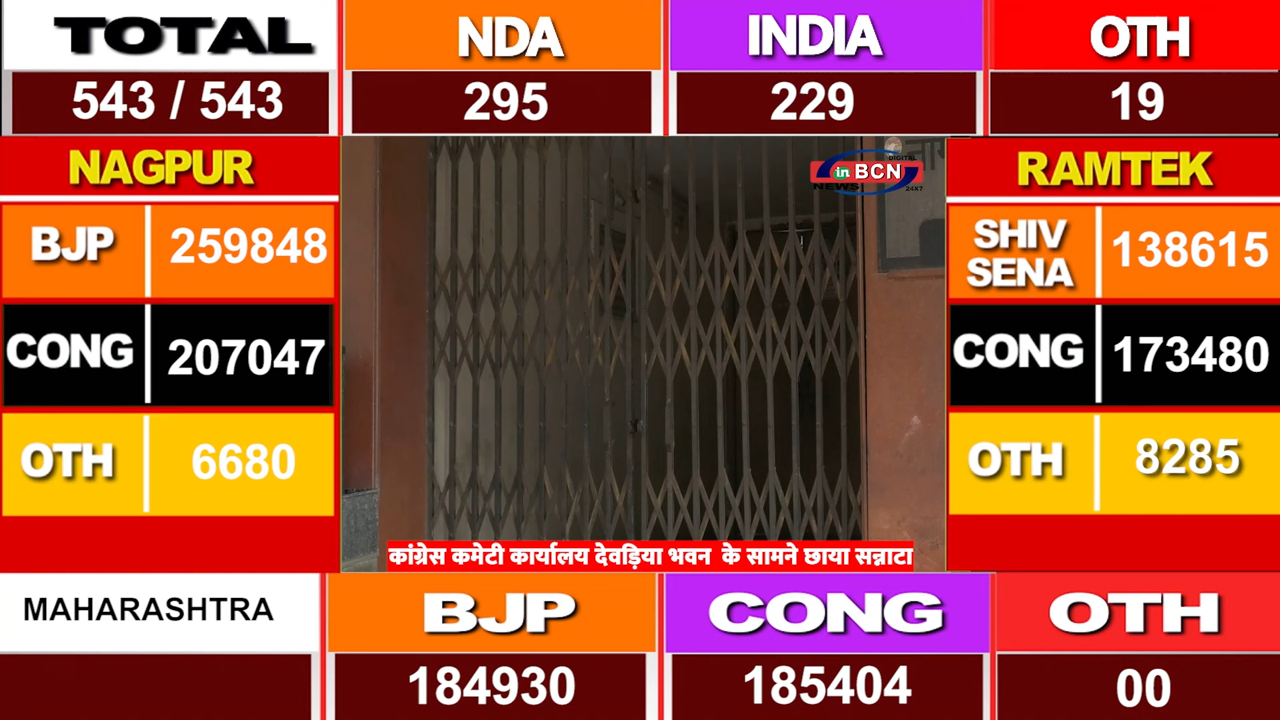 TOTAL
543 / 543
NDA
295
INDIA
229
OTH
19
NAGPUR
BJP
259848
CONG
207047
OTH
6680
DIGITAL
in BCN
NEWS
24X7
कांग्रेस कमेटी कार्यालय देवड़िया भवन के सामने छाया सन्नाटा
RAMTEK
SHIV
SENA
138615
CONG
173480
OTH
8285
MAHARASHTRA
BJP
184930
CONG
185404
OTH
00